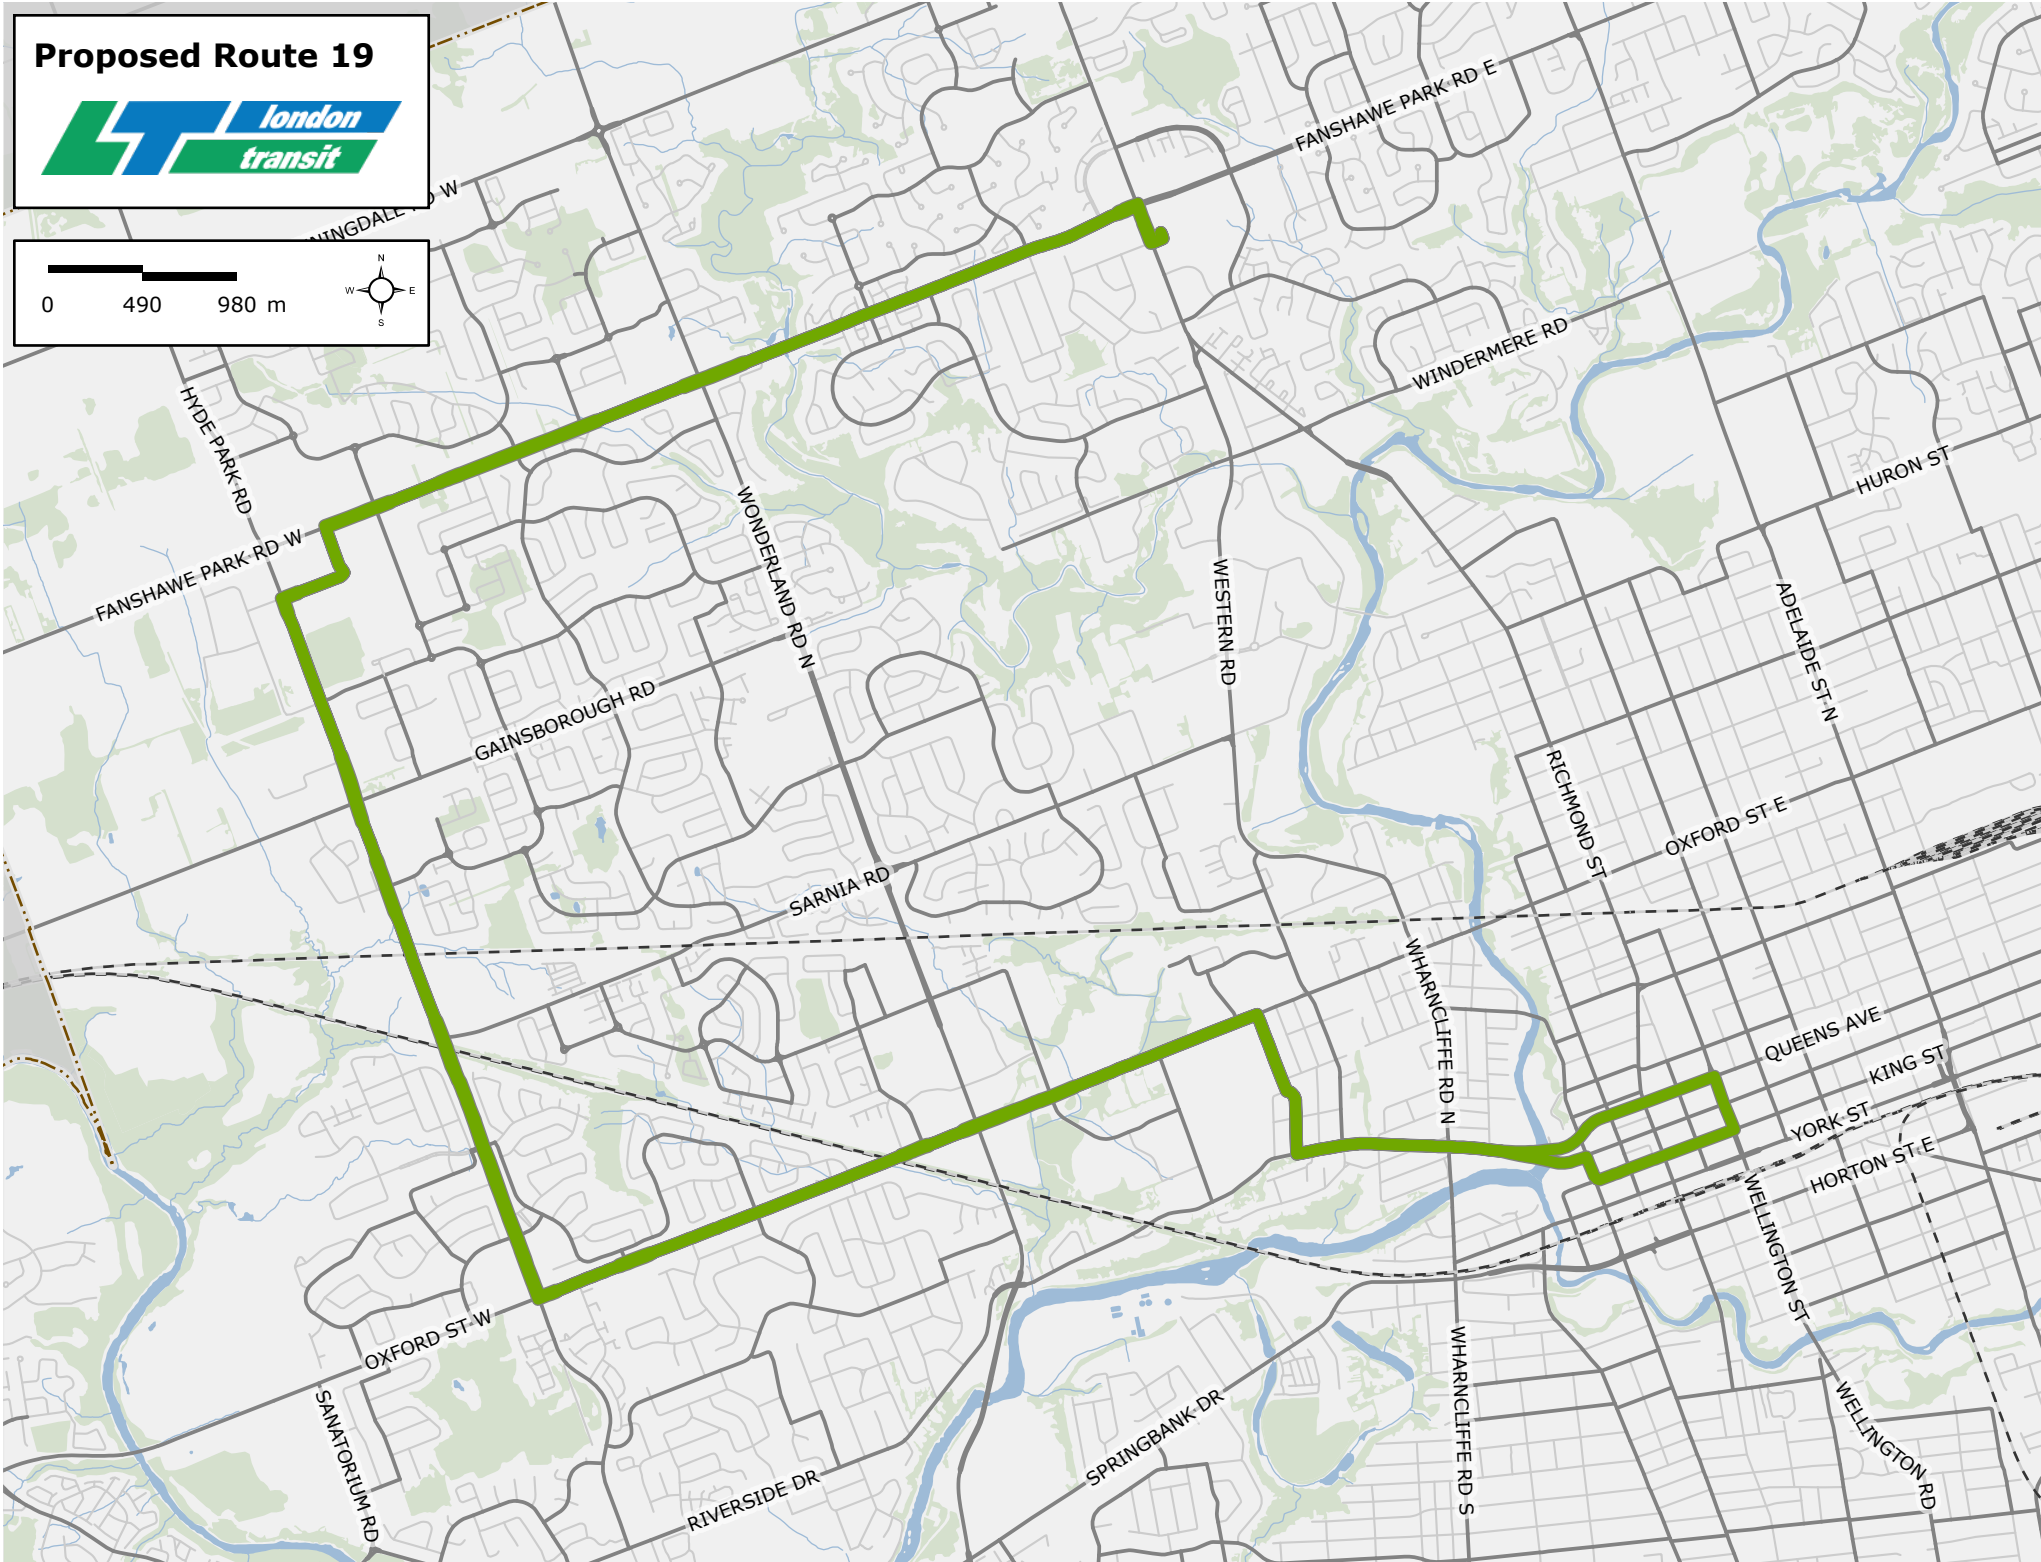 Proposed Route 19
london
transit
0 490 980 m
N
W E
S
FANSHAWE PARK RD E
WINDERMERE RD
HYDE PARK RD
HURON ST
WONDERLAND RD N
FANSHAWE PARK RD W
WESTERN RD
ADELAIDE ST N
GAINSBOROUGH RD
RICHMOND ST
OXFORD ST E
SARNIA RD
WHARNCLIFFE RD N
QUEENS AVE
KING ST
YORK ST
HORTON ST E
WELLINGTON ST
OXFORD ST W
WHARNCLIFFE RD S
SANATORIUM RD
SPRINGBANK DR
WELLINGTON RD
RIVERSIDE DR